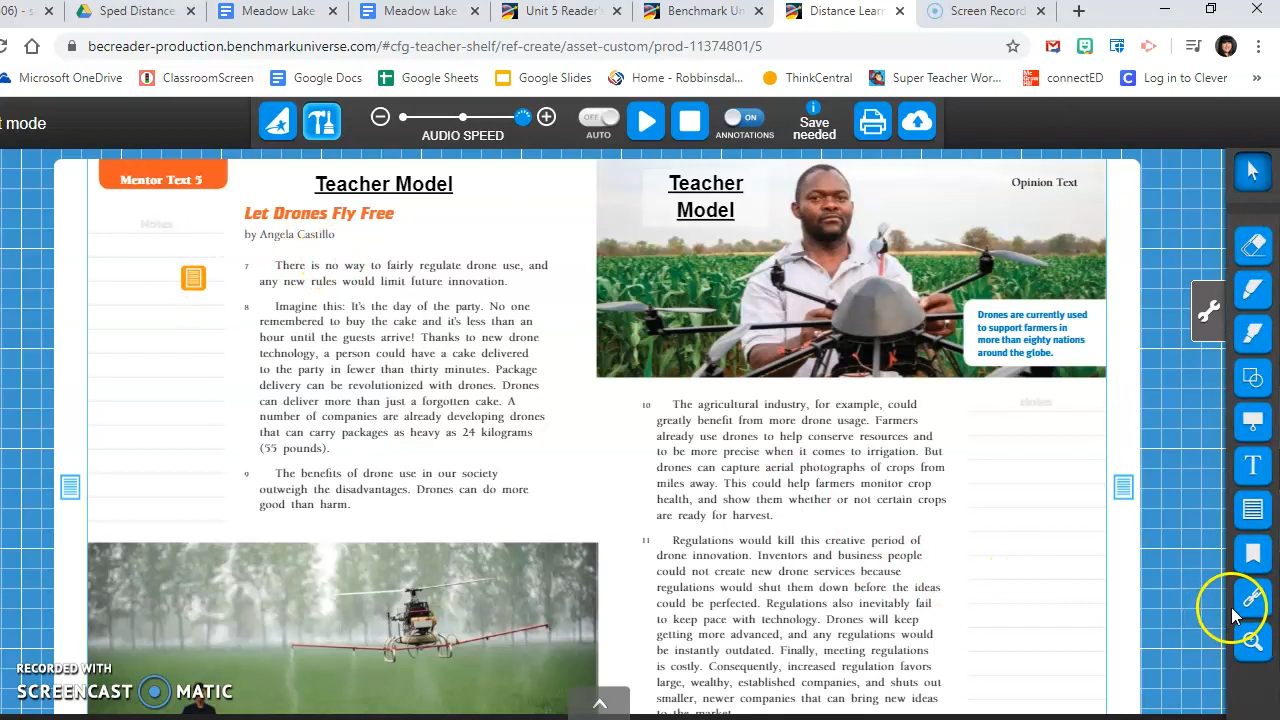 06) - s
Sped Distance
Meadow Lake
Meadow Lake
Unit 5 Reader'
Benchmark Un
Distance Learn
Screen Record
becreader-production.benchmarkuniverse.com/#cfg-teacher-shelf/ref-create/asset-custom/prod-11374801/5
Microsoft OneDrive
ClassroomScreen
Google Docs
Google Sheets
Google Slides
Home - Robbinsdal...
ThinkCentral
Super Teacher Wor...
Mc Graw Hill
connecED
Log in to Clever
t mode
AUDIO SPEED
OFF
AUTO
ON
ANNOTATIONS
Save
needed
Mentor Text 5
Teacher Model
Notes
Let Drones Fly Free
by Angela Castillo
7 There is no way to fairly regulate drone use, and
any new rules would limit future innovation.
8 Imagine this: It's the day of the party. No one
remembered to buy the cake and it's less than an
hour until the guests arrive! Thanks to new drone
technology, a person could have a cake delivered
to the party in fewer than thirty minutes. Package
delivery can be revolutionized with drones. Drones
can deliver more than just a forgotten cake. A
number of companies are already developing drones
that can carry packages as heavy as 24 kilograms
(55 pounds).
9 The benefits of drone use in our society
outweigh the disadvantages. Drones can do more
good than harm.
Teacher
Model
Opinion Text
Drones are currently used
to support farmers in
more than eighty nations
around the globe.
Notes
10 The agricultural industry, for example, could
greatly benefit from more drone usage. Farmers
already use drones to help conserve resources and
to be more precise when it comes to irrigation. But
drones can capture aerial photographs of crops from
miles away. This could help farmers monitor crop
health, and show them whether or not certain crops
are ready for harvest.
11 Regulations would kill this creative period of
drone innovation. Inventors and business people
could not create new drone services because
regulations would shut them down before the ideas
could be perfected. Regulations also inevitably fail
to keep pace with technology. Drones will keep
getting more advanced, and any regulations would
be instantly outdated. Finally, meeting regulations
is costly. Consequently, increased regulation favors
large, wealthy, established companies, and shuts out
smaller, newer companies that can bring new ideas
to the market.
T
RECORDED WITH
SCREENCAST MATIC